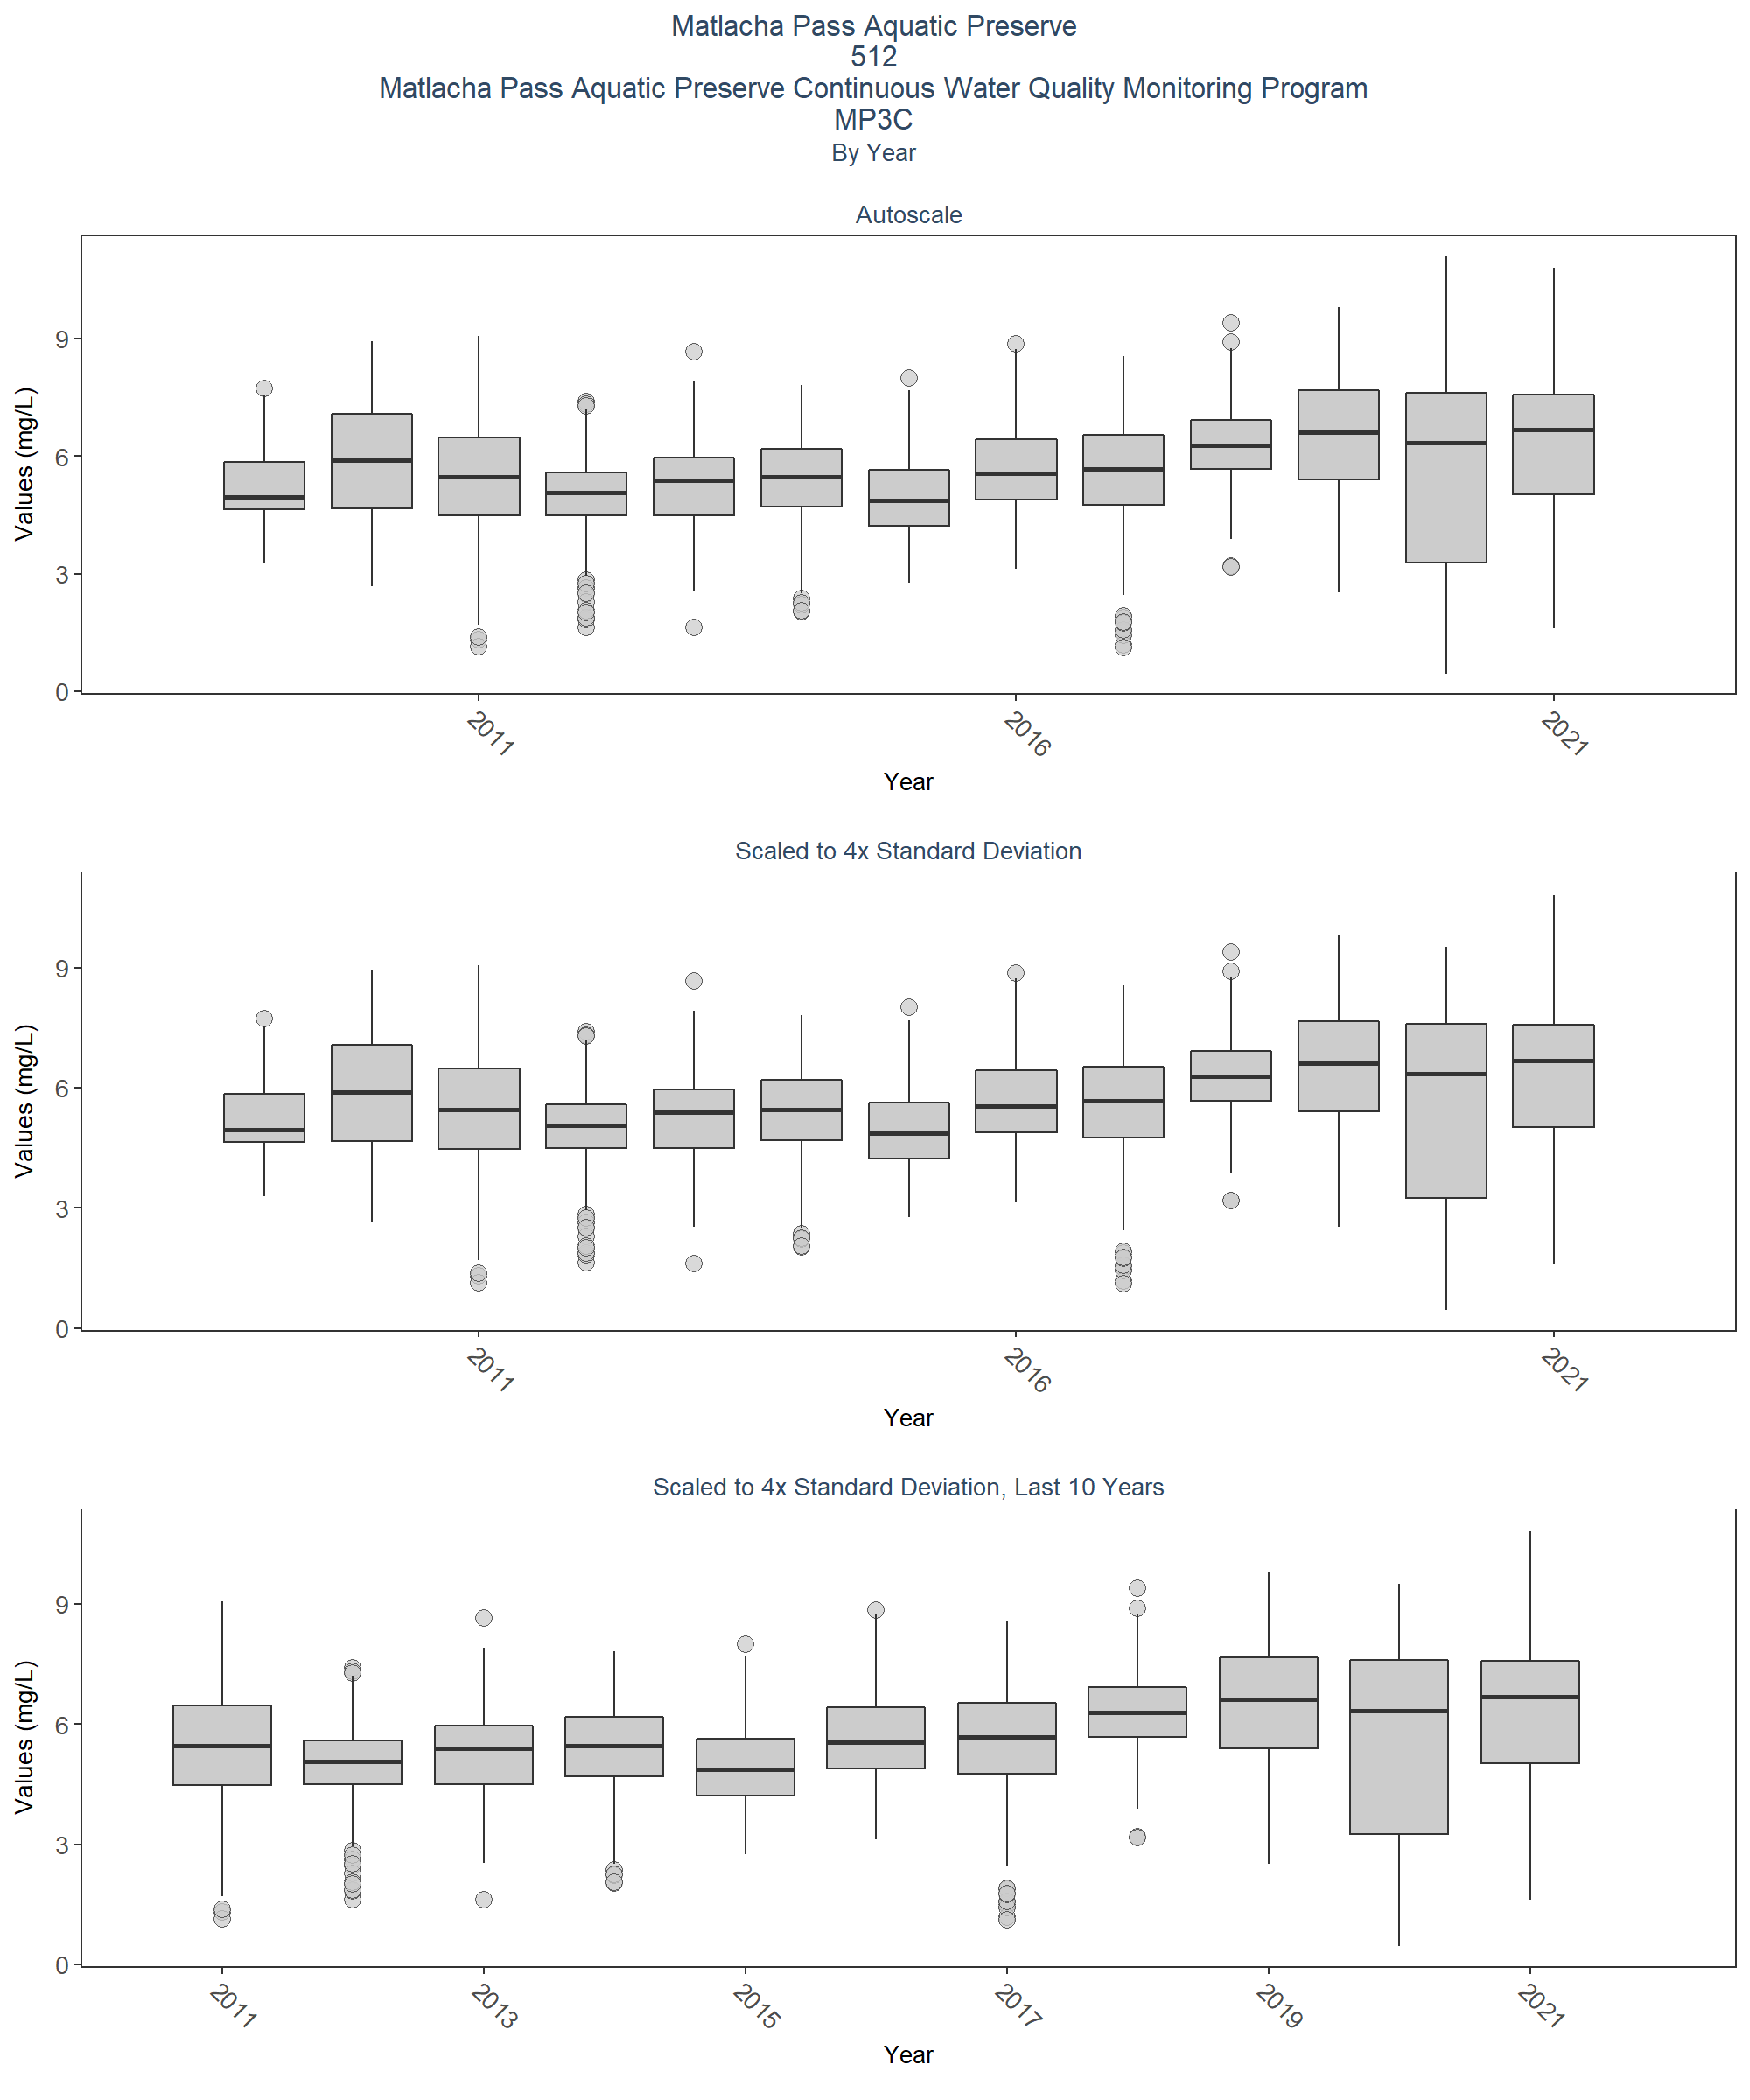 Matlacha Pass Aquatic Preserve
512
Matlacha Pass Aquatic Preserve Continuous Water Quality Monitoring Program
MP3C
By Year
Autoscale
Values (mg/L)
9
6
3
0
2011
2016
2021
Year
Scaled to 4x Standard Deviation
Values (mg/L)
9
6
3
0
2011
2016
2021
Year
Scaled to 4x Standard Deviation, Last 10 Years
Values (mg/L)
9
6
3
0
2011
2013
2015
2017
2019
2021
Year